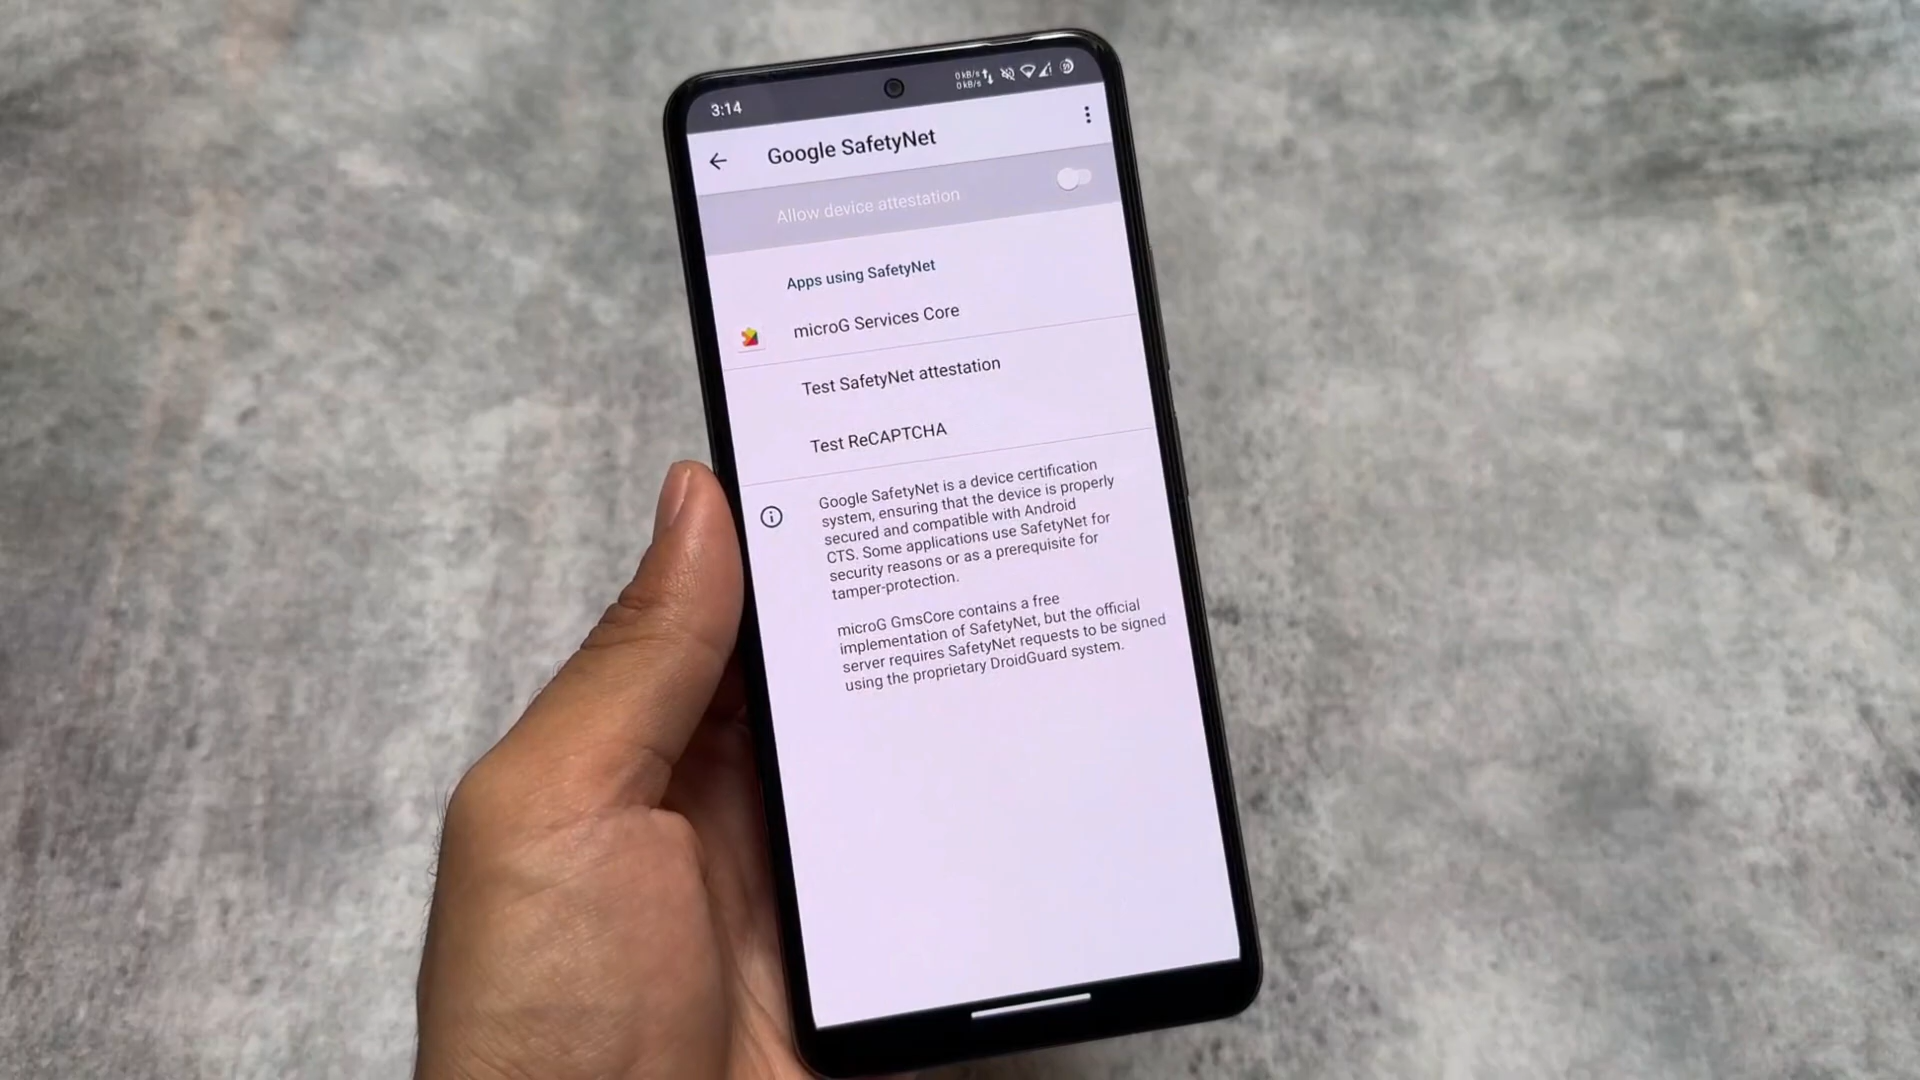 3:14
0 kB/s
0 kB/s
59
Google SafetyNet
Allow device attestation
Apps using SafetyNet
microG Services Core
Test SafetyNet attestation
Test ReCAPTCHA
Google SafetyNet is a device certification
system, ensuring that the device is properly
secured and compatible with Android
CTS. Some applications use SafetyNet for
security reasons or as a prerequisite for
tamper-protection.
microG GmsCore contains a free
implementation of SafetyNet, but the official
server requires SafetyNet requests to be signed
using the proprietary DroidGuard system.